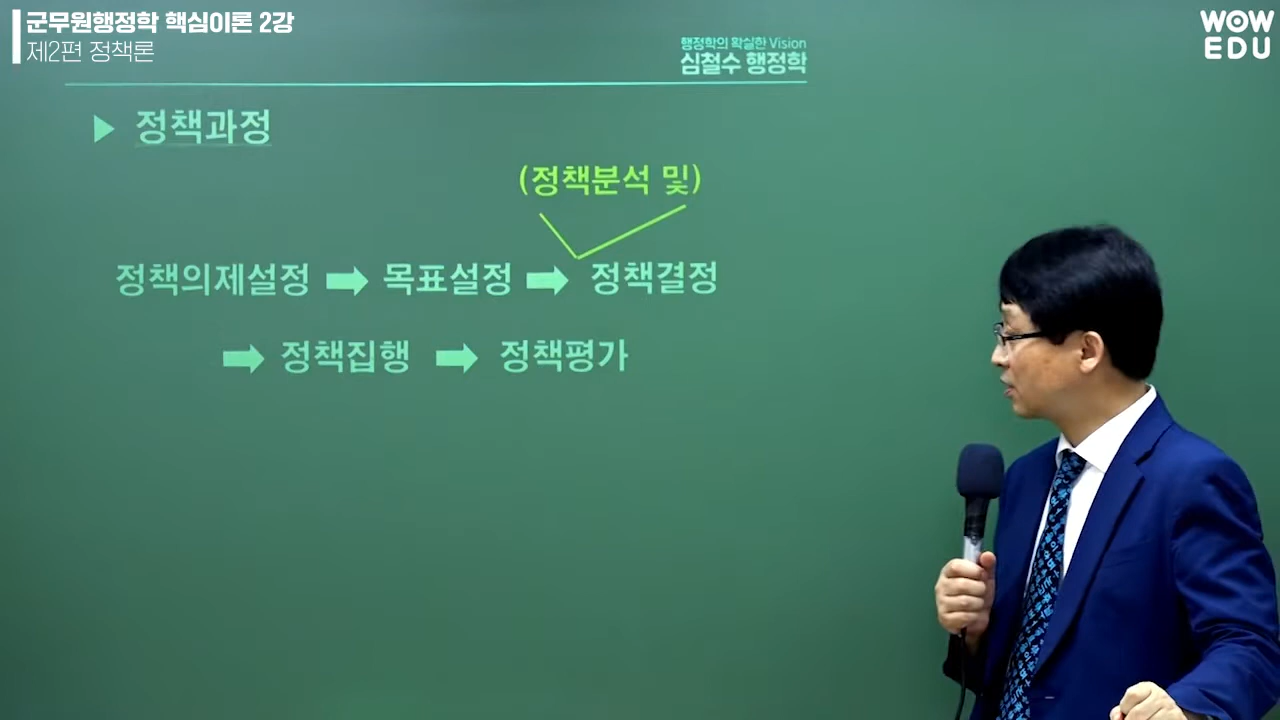 군무원행정학 핵심이론 2강
제2편 정책론
WOW
EDU
행정학의 확실한 Vision
심철수 행정학
▶ 정책과정
(정책분석 및)
정책의제설정 ➡ 목표설정 ➡ 정책결정
➡ 정책집행 ➡ 정책평가